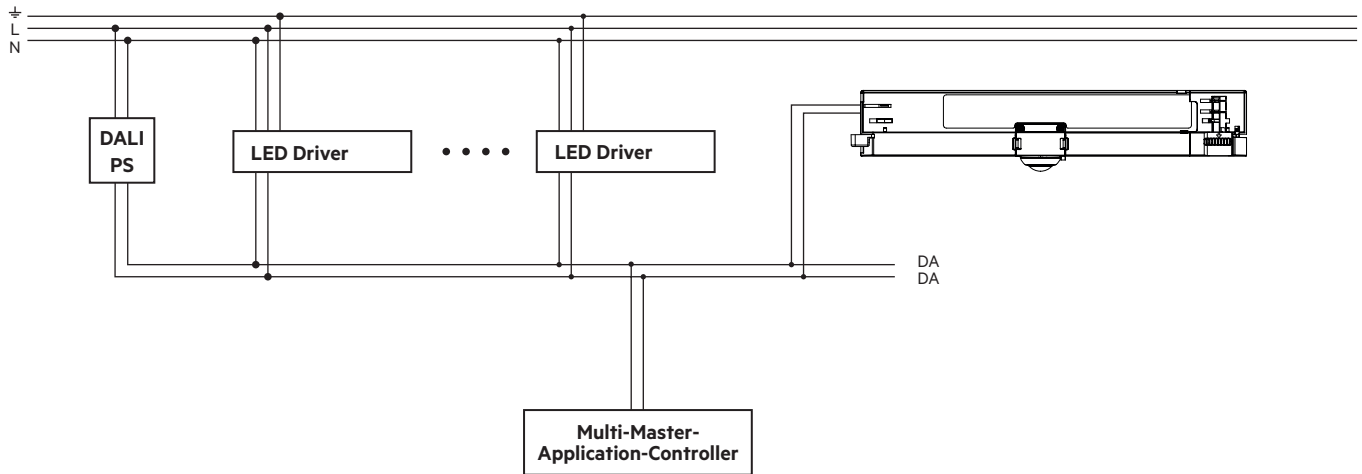 ⏚
L
N
DALI
PS
LED Driver
LED Driver
DA
DA
Multi-Master-
Application-Controller